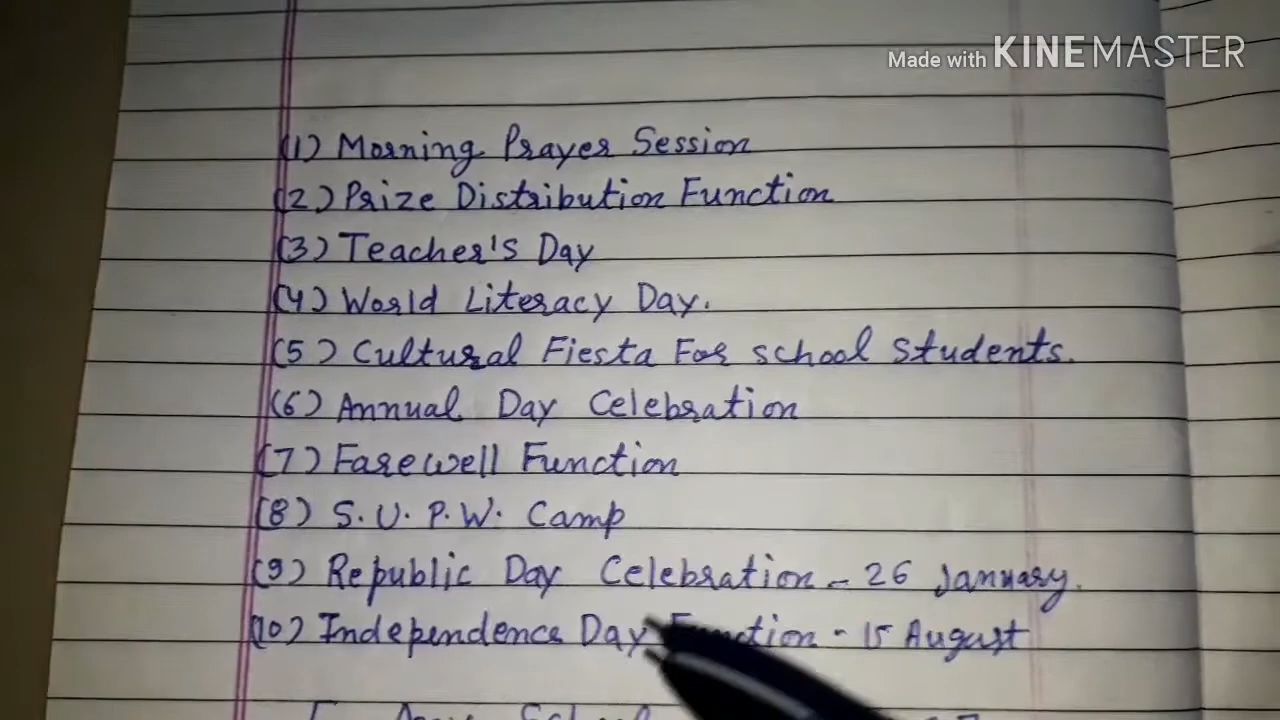 Made with KINEMASTER
(1) Morning Prayer Session
(2) Prize Distribution Function
(3) Teacher's Day
(4) World Literacy Day.
(5) Cultural Fiesta For school students.
(6) Annual Day Celebration
(7) Farewell Function
(8) S.U.P.W. Camp
(9) Republic Day Celebration - 26 January.
(10) Independence Day Function - 15 August